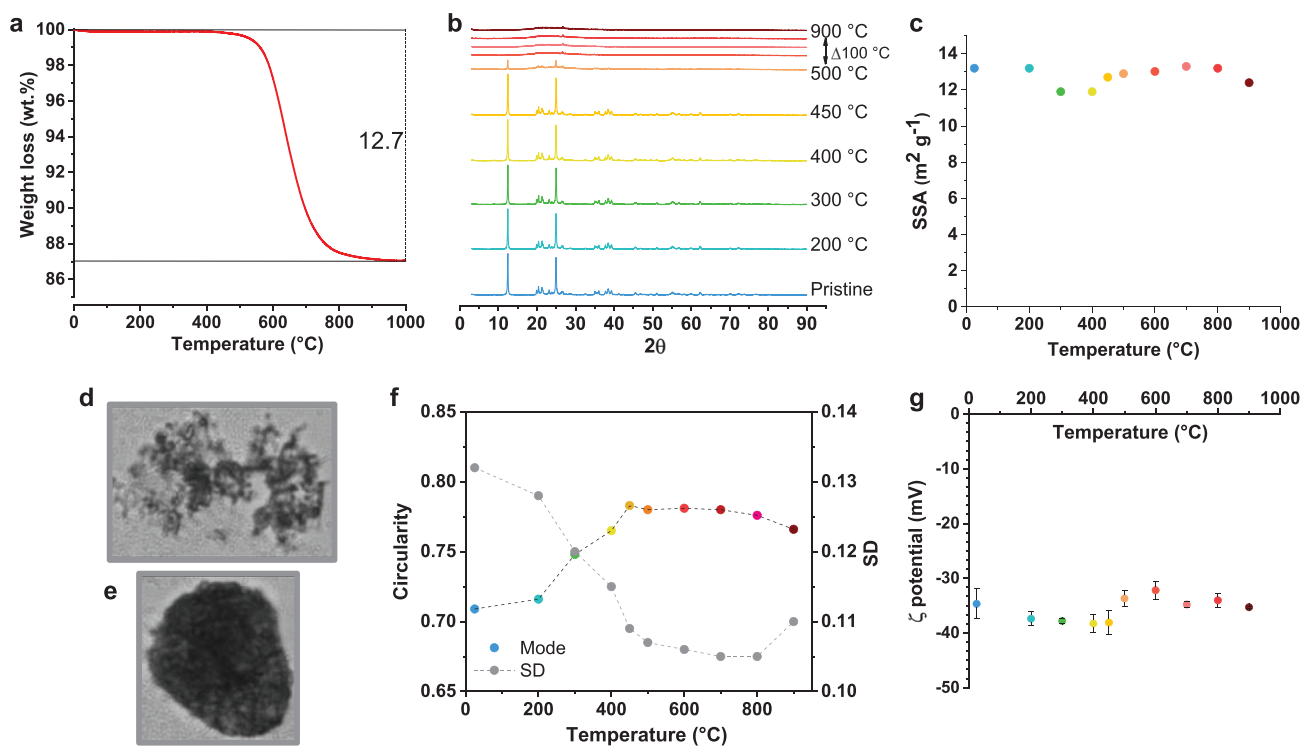 a
100
98
96
94
92
90
88
86
Weight loss (wt.%)
12.7
0 200 400 600 800 1000
Temperature (°C)
b
900 °C
Δ100 °C
500 °C
450 °C
400 °C
300 °C
200 °C
Pristine
0 10 20 30 40 50 60 70 80 90
2θ
c
14
12
10
8
6
4
2
0
SSA (m² g⁻¹)
0 200 400 600 800 1000
Temperature (°C)
d
e
f
0.85
0.80
0.75
0.70
0.65
Circularity
0.14
0.13
0.12
0.11
0.10
SD
Mode
SD
0 200 400 600 800
Temperature (°C)
g
0 200 400 600 800 1000
Temperature (°C)
0
-10
-20
-30
-40
-50
ζ potential (mV)